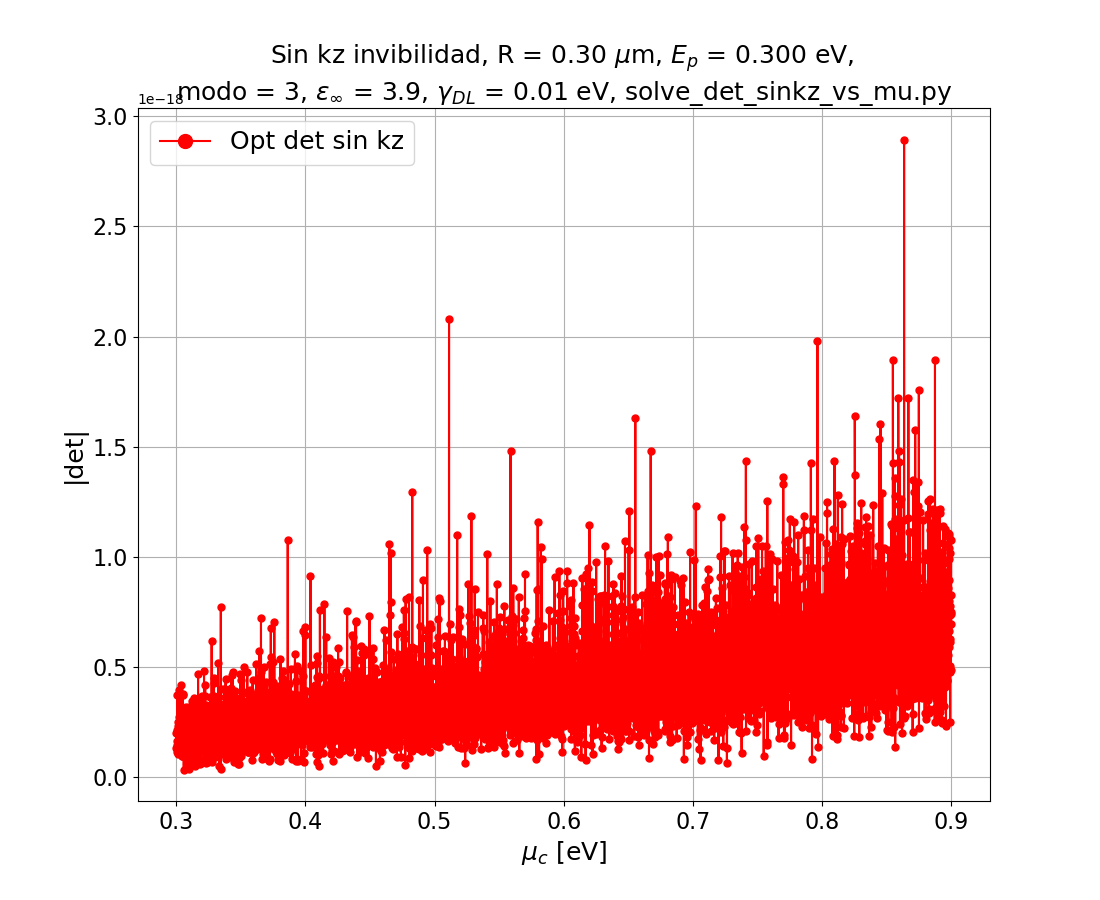 Sin kz invibilidad, R = 0.30 μm, E_p = 0.300 eV,
modo = 3, ε_∞ = 3.9, γ_DL = 0.01 eV, solve_det_sinkz_vs_mu.py
1e−18
Opt det sin kz
3.0
2.5
2.0
1.5
1.0
0.5
0.0
|det|
0.3 0.4 0.5 0.6 0.7 0.8 0.9
μ_c [eV]